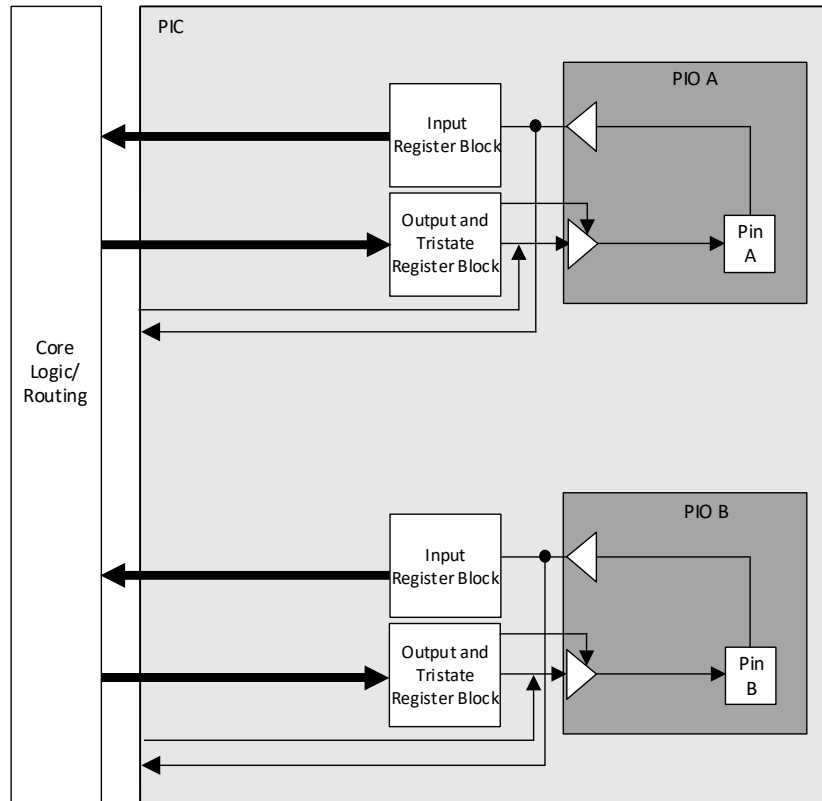 PIC
PIO A
Input
Register Block
Output and
Tristate
Register Block
Pin
A
Core
Logic/
Routing
PIO B
Input
Register Block
Output and
Tristate
Register Block
Pin
B